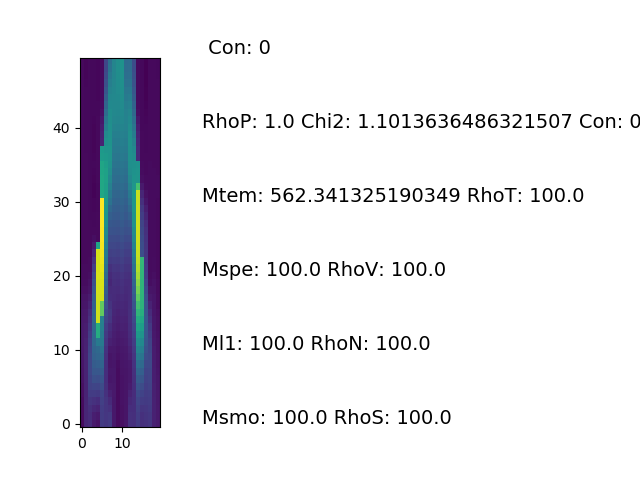 Con: 0
RhoP: 1.0 Chi2: 1.1013636486321507 Con: 0
Mtem: 562.341325190349 RhoT: 100.0
Mspe: 100.0 RhoV: 100.0
Ml1: 100.0 RhoN: 100.0
Msmo: 100.0 RhoS: 100.0
40
30
20
10
0
0 10